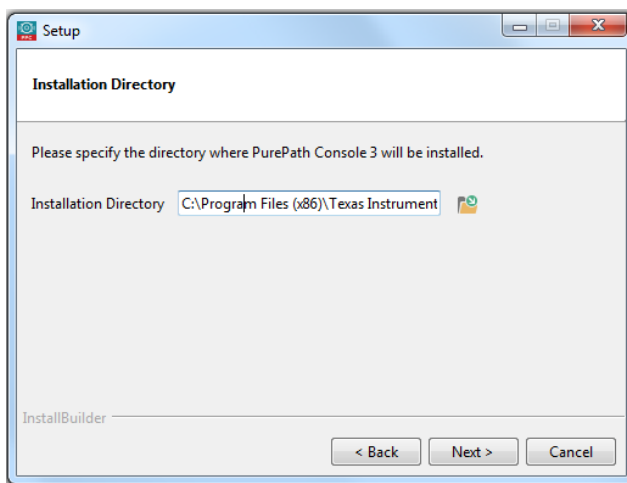 Setup
Installation Directory
Please specify the directory where PurePath Console 3 will be installed.
Installation Directory C:\Program Files (x86)\Texas Instrument
InstallBuilder
< Back Next > Cancel